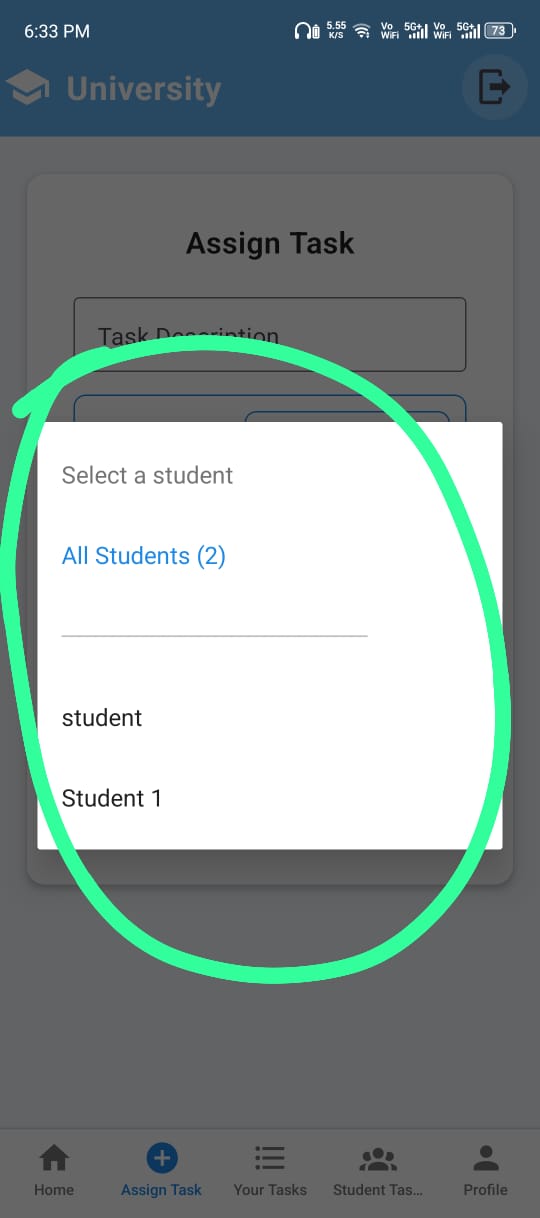 6:33 PM
5.55
K/S
Vo
WiFi
5G+
Vo
WiFi
5G+
73
University
Assign Task
Task Description
Select a student
All Students (2)
student
Student 1
Home
Assign Task
Your Tasks
Student Tas...
Profile